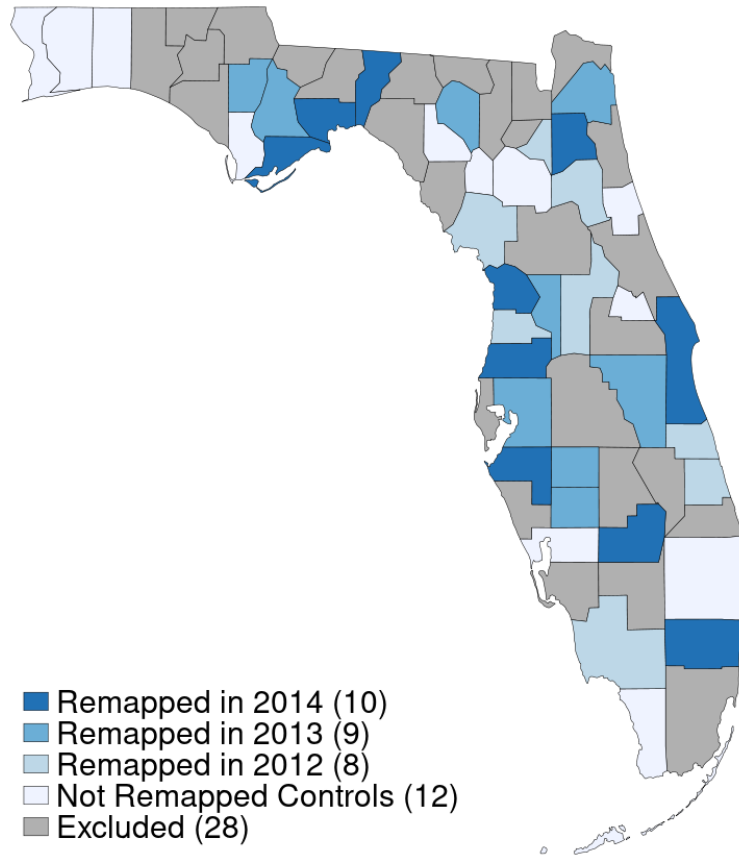 Remapped in 2014 (10)
Remapped in 2013 (9)
Remapped in 2012 (8)
Not Remapped Controls (12)
Excluded (28)